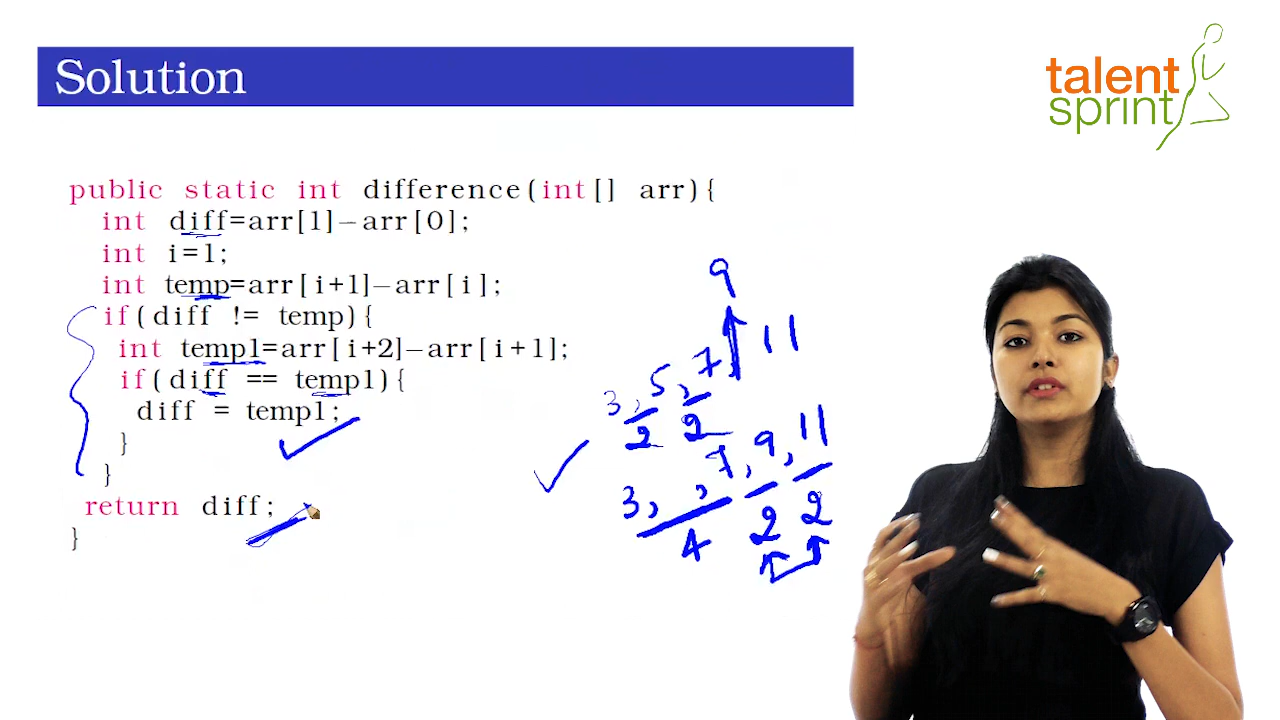 Solution
talent
sprint
public static int difference(int[] arr){
int diff=arr[1]–arr[0];
int i=1;
int temp=arr[i+1]–arr[i];
if(diff != temp){
int temp1=arr[i+2]–arr[i+1];
if(diff == temp1){
diff = temp1;
}
}
return diff;
}
9
3, 5, 7, 11
2 2
3, , 7, 9, 11
4 2 2